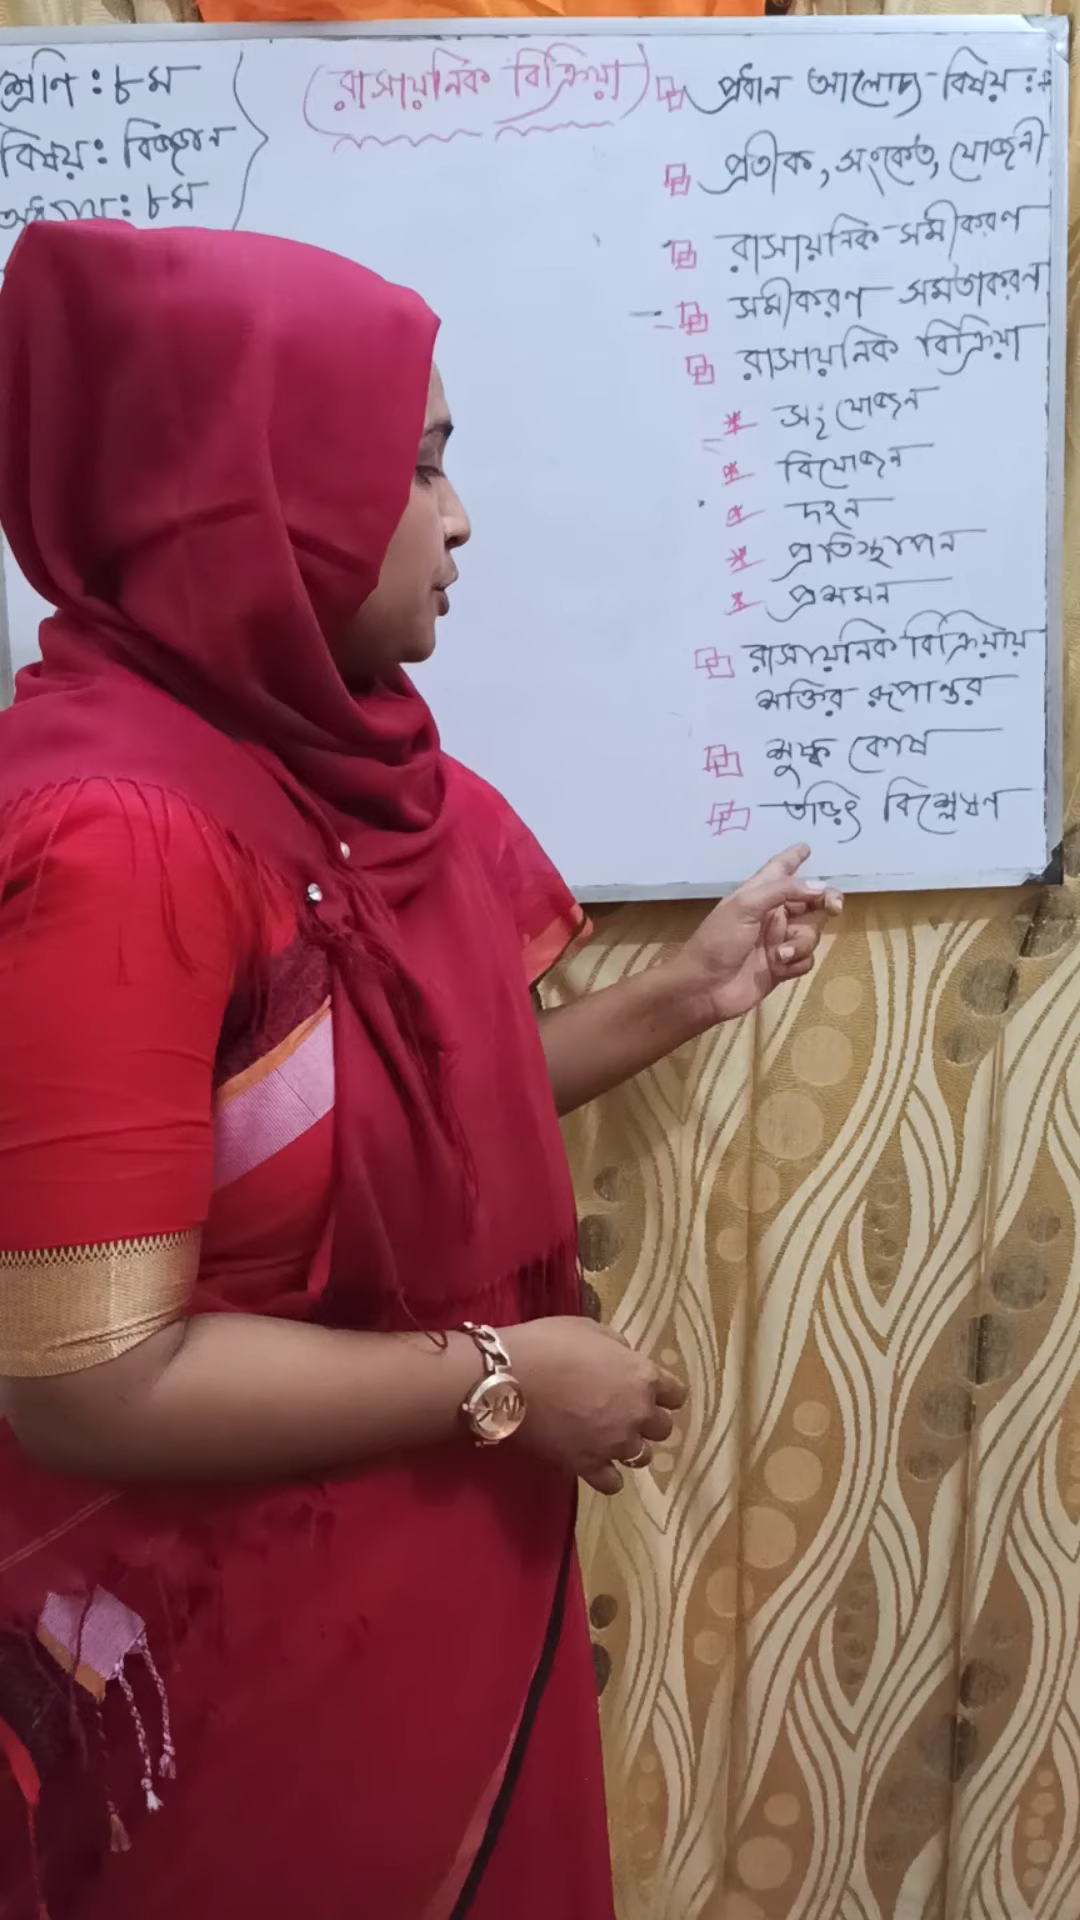 শ্রেণি : ৮ম
বিষয় : বিজ্ঞান
অধ্যায় : ৮ম
(রাসায়নিক বিক্রিয়া)
প্রধান আলোচ্য বিষয় :-
প্রতীক, সংকেত, যোজনী
রাসায়নিক সমীকরণ
সমীকরণ সমতাকরণ
রাসায়নিক বিক্রিয়া
* সংযোজন
* বিযোজন
* দহন
* প্রতিস্থাপন
* প্রশমন
রাসায়নিক বিক্রিয়ায়
শক্তির রূপান্তর
শুষ্ক কোষ
তড়িৎ বিশ্লেষণ